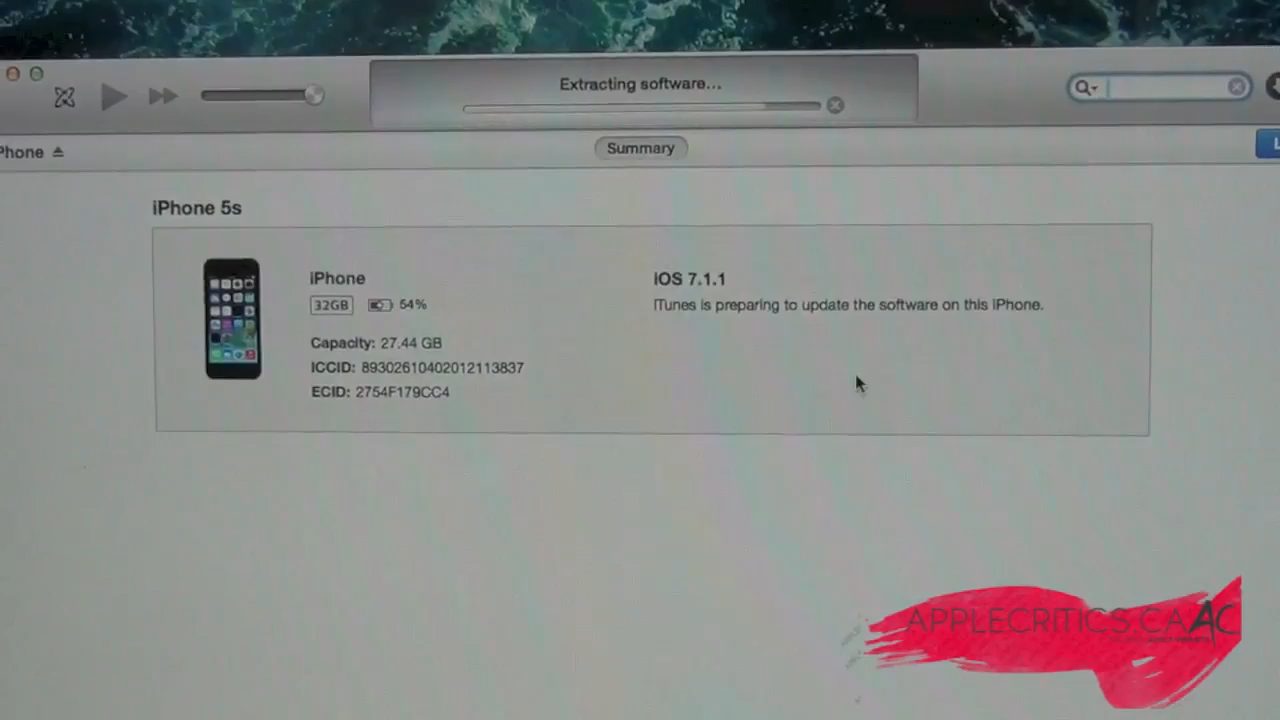 Extracting software...
Phone
Summary
iPhone 5s
iPhone
iOS 7.1.1
32GB
54%
iTunes is preparing to update the software on this iPhone.
Capacity: 27.44 GB
ICCID: 89302610402012113837
ECID: 2754F179CC4
APPLECRITICS.CA AC